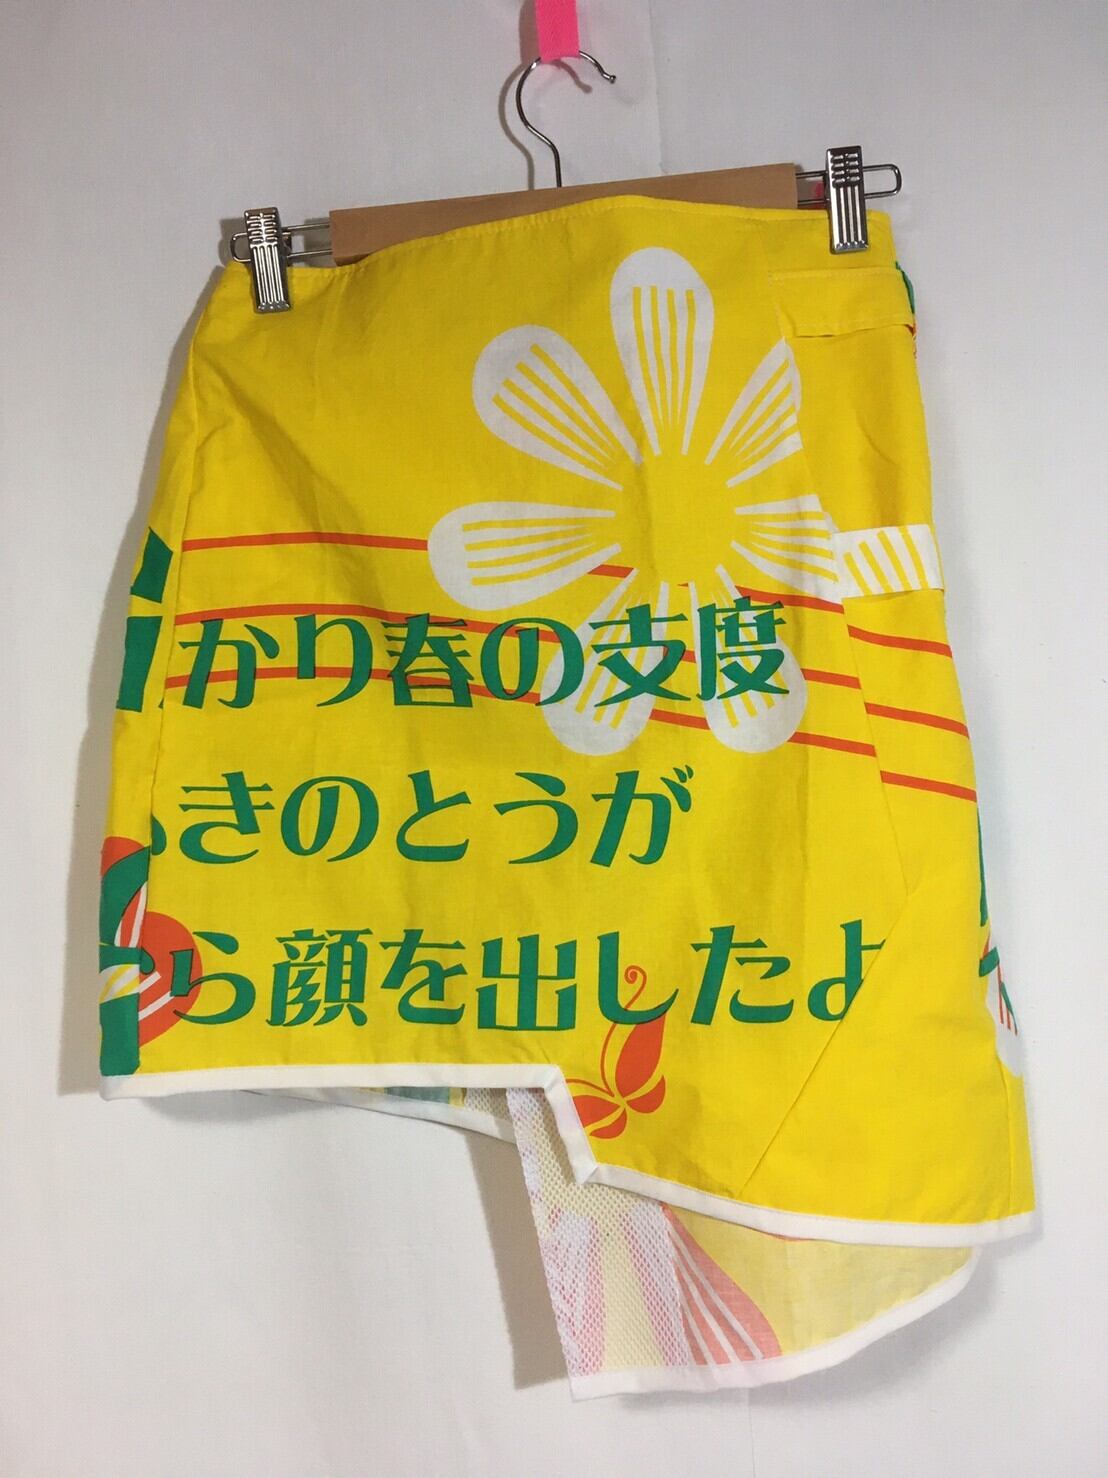 かり春の支度
きのとうが
ら顔を出したよ